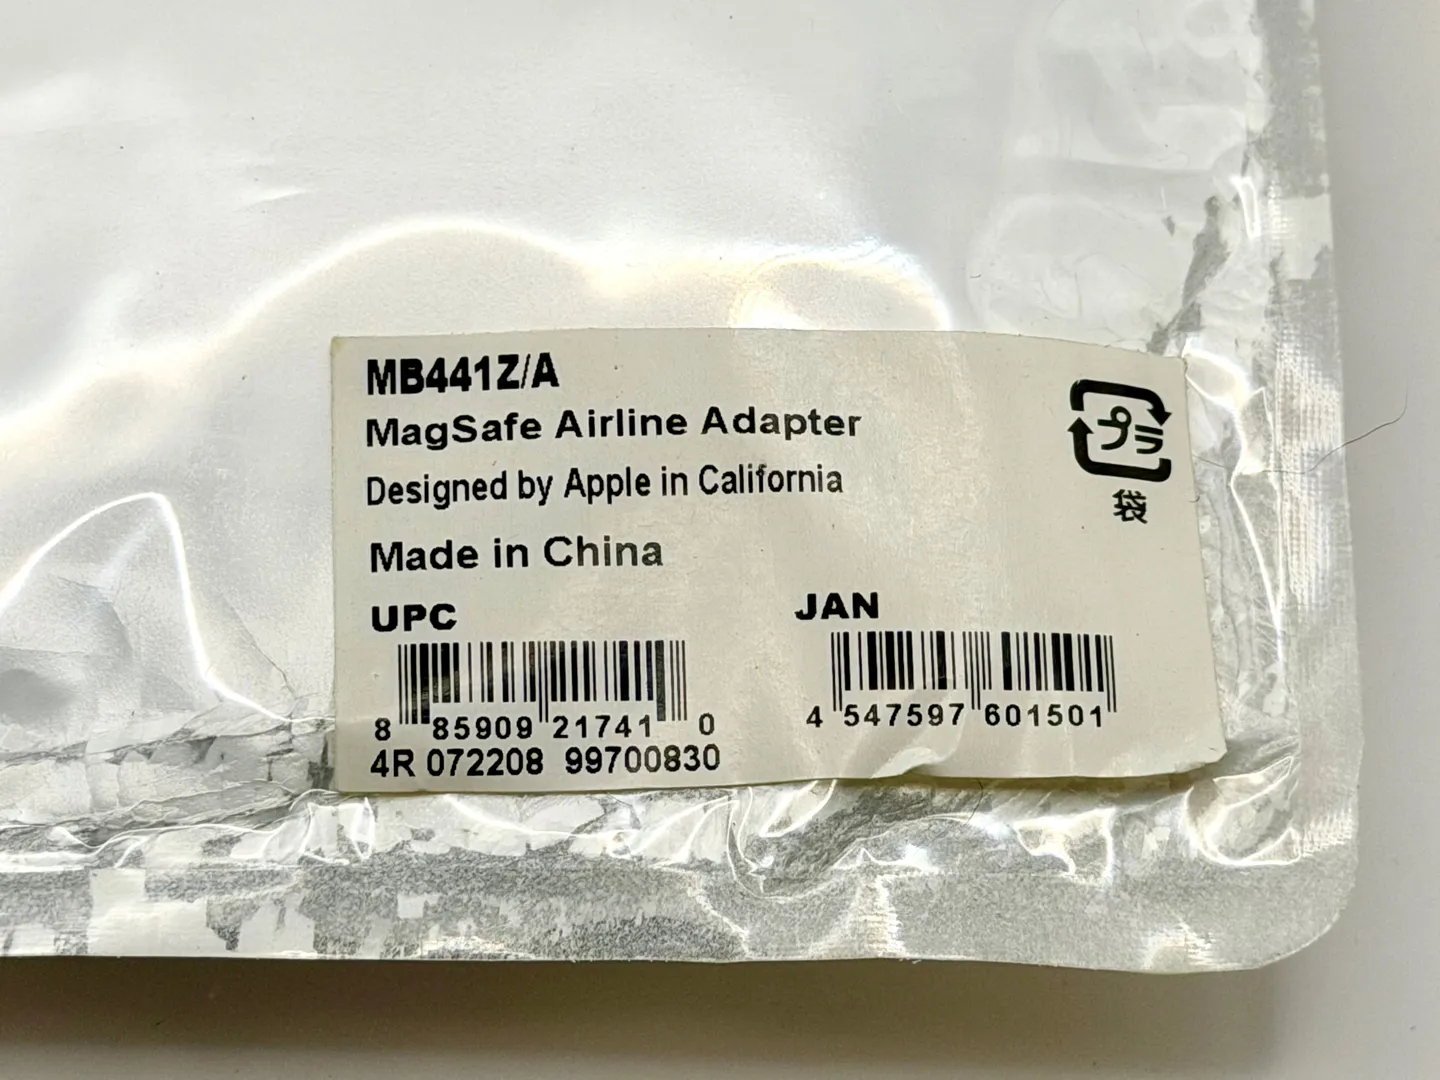 MB441Z/A
MagSafe Airline Adapter
Designed by Apple in California
Made in China
プラ
袋
UPC
8 85909 21741 0
4R 072208 99700830
JAN
4 547597 601501